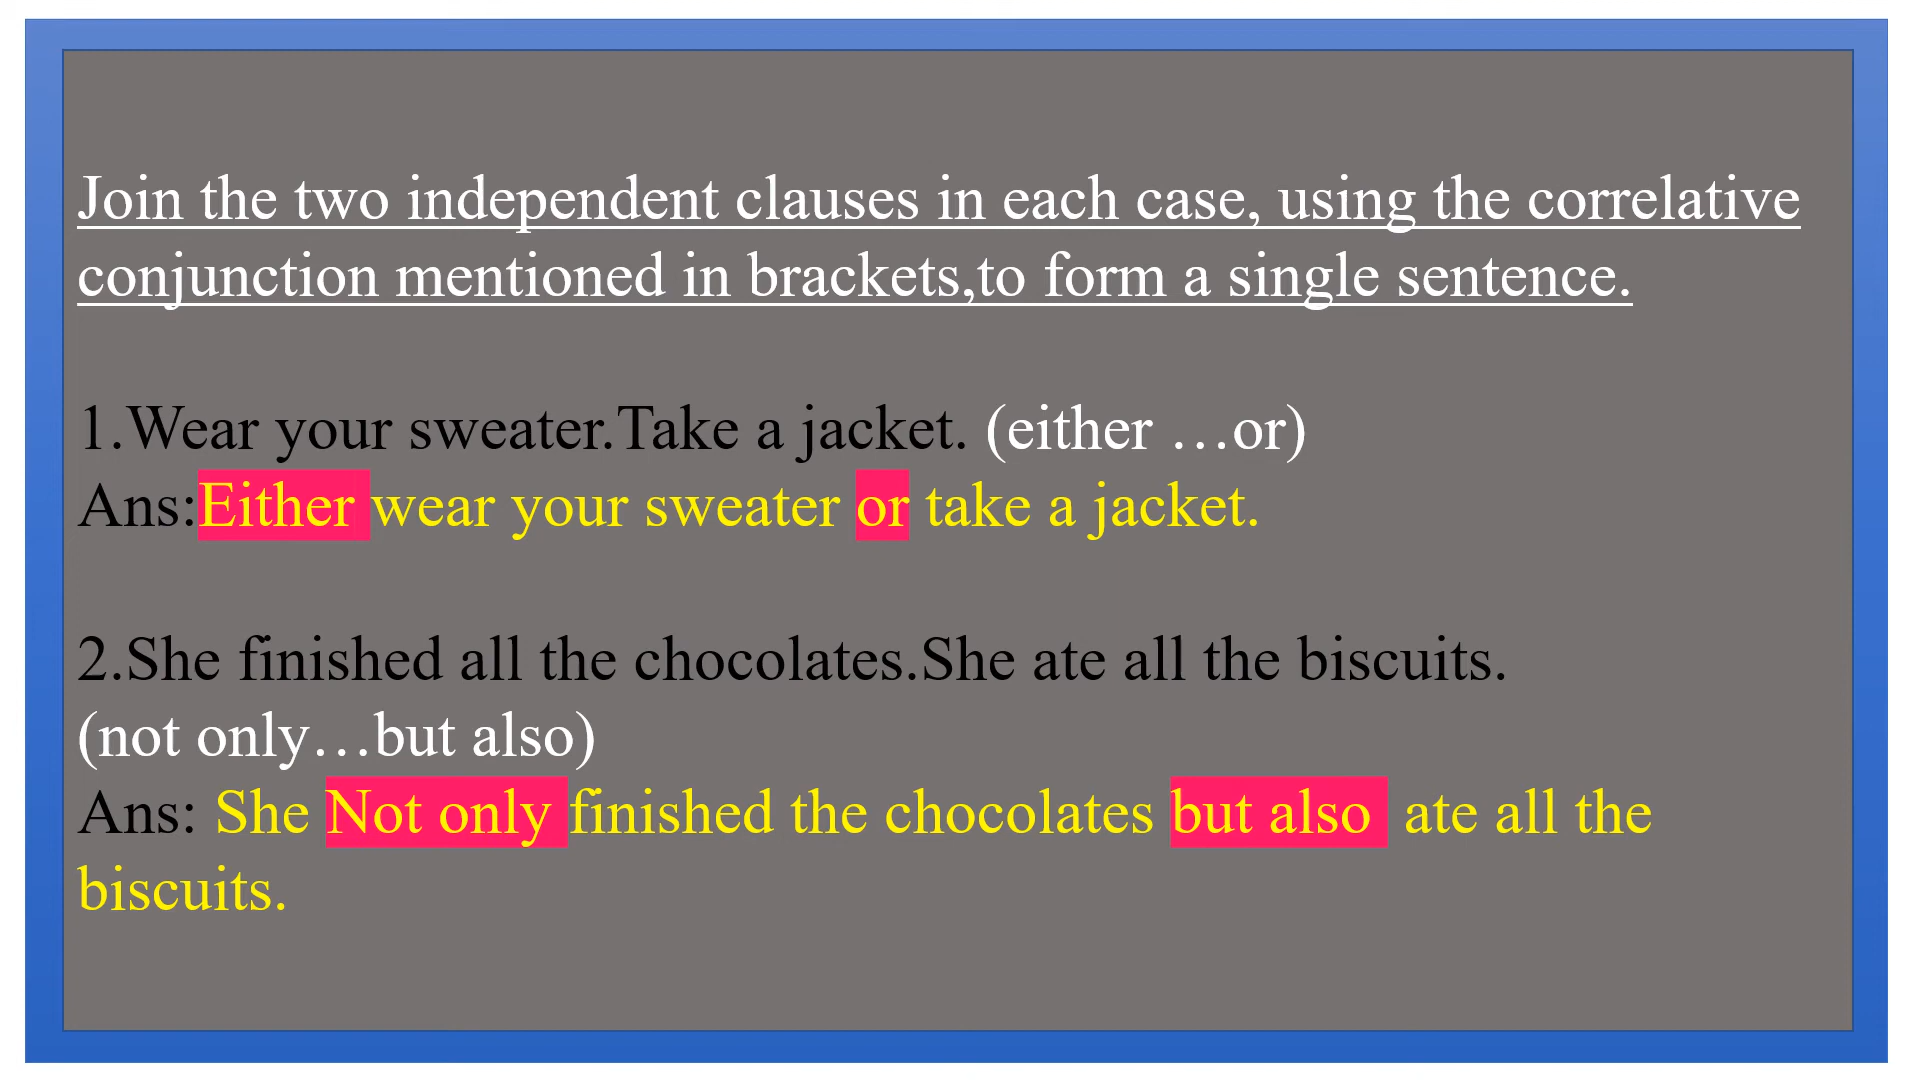 Join the two independent clauses in each case, using the correlative
conjunction mentioned in brackets,to form a single sentence.
1.Wear your sweater.Take a jacket. (either …or)
Ans:Either wear your sweater or take a jacket.
2.She finished all the chocolates.She ate all the biscuits.
(not only…but also)
Ans: She Not only finished the chocolates but also  ate all the
biscuits.